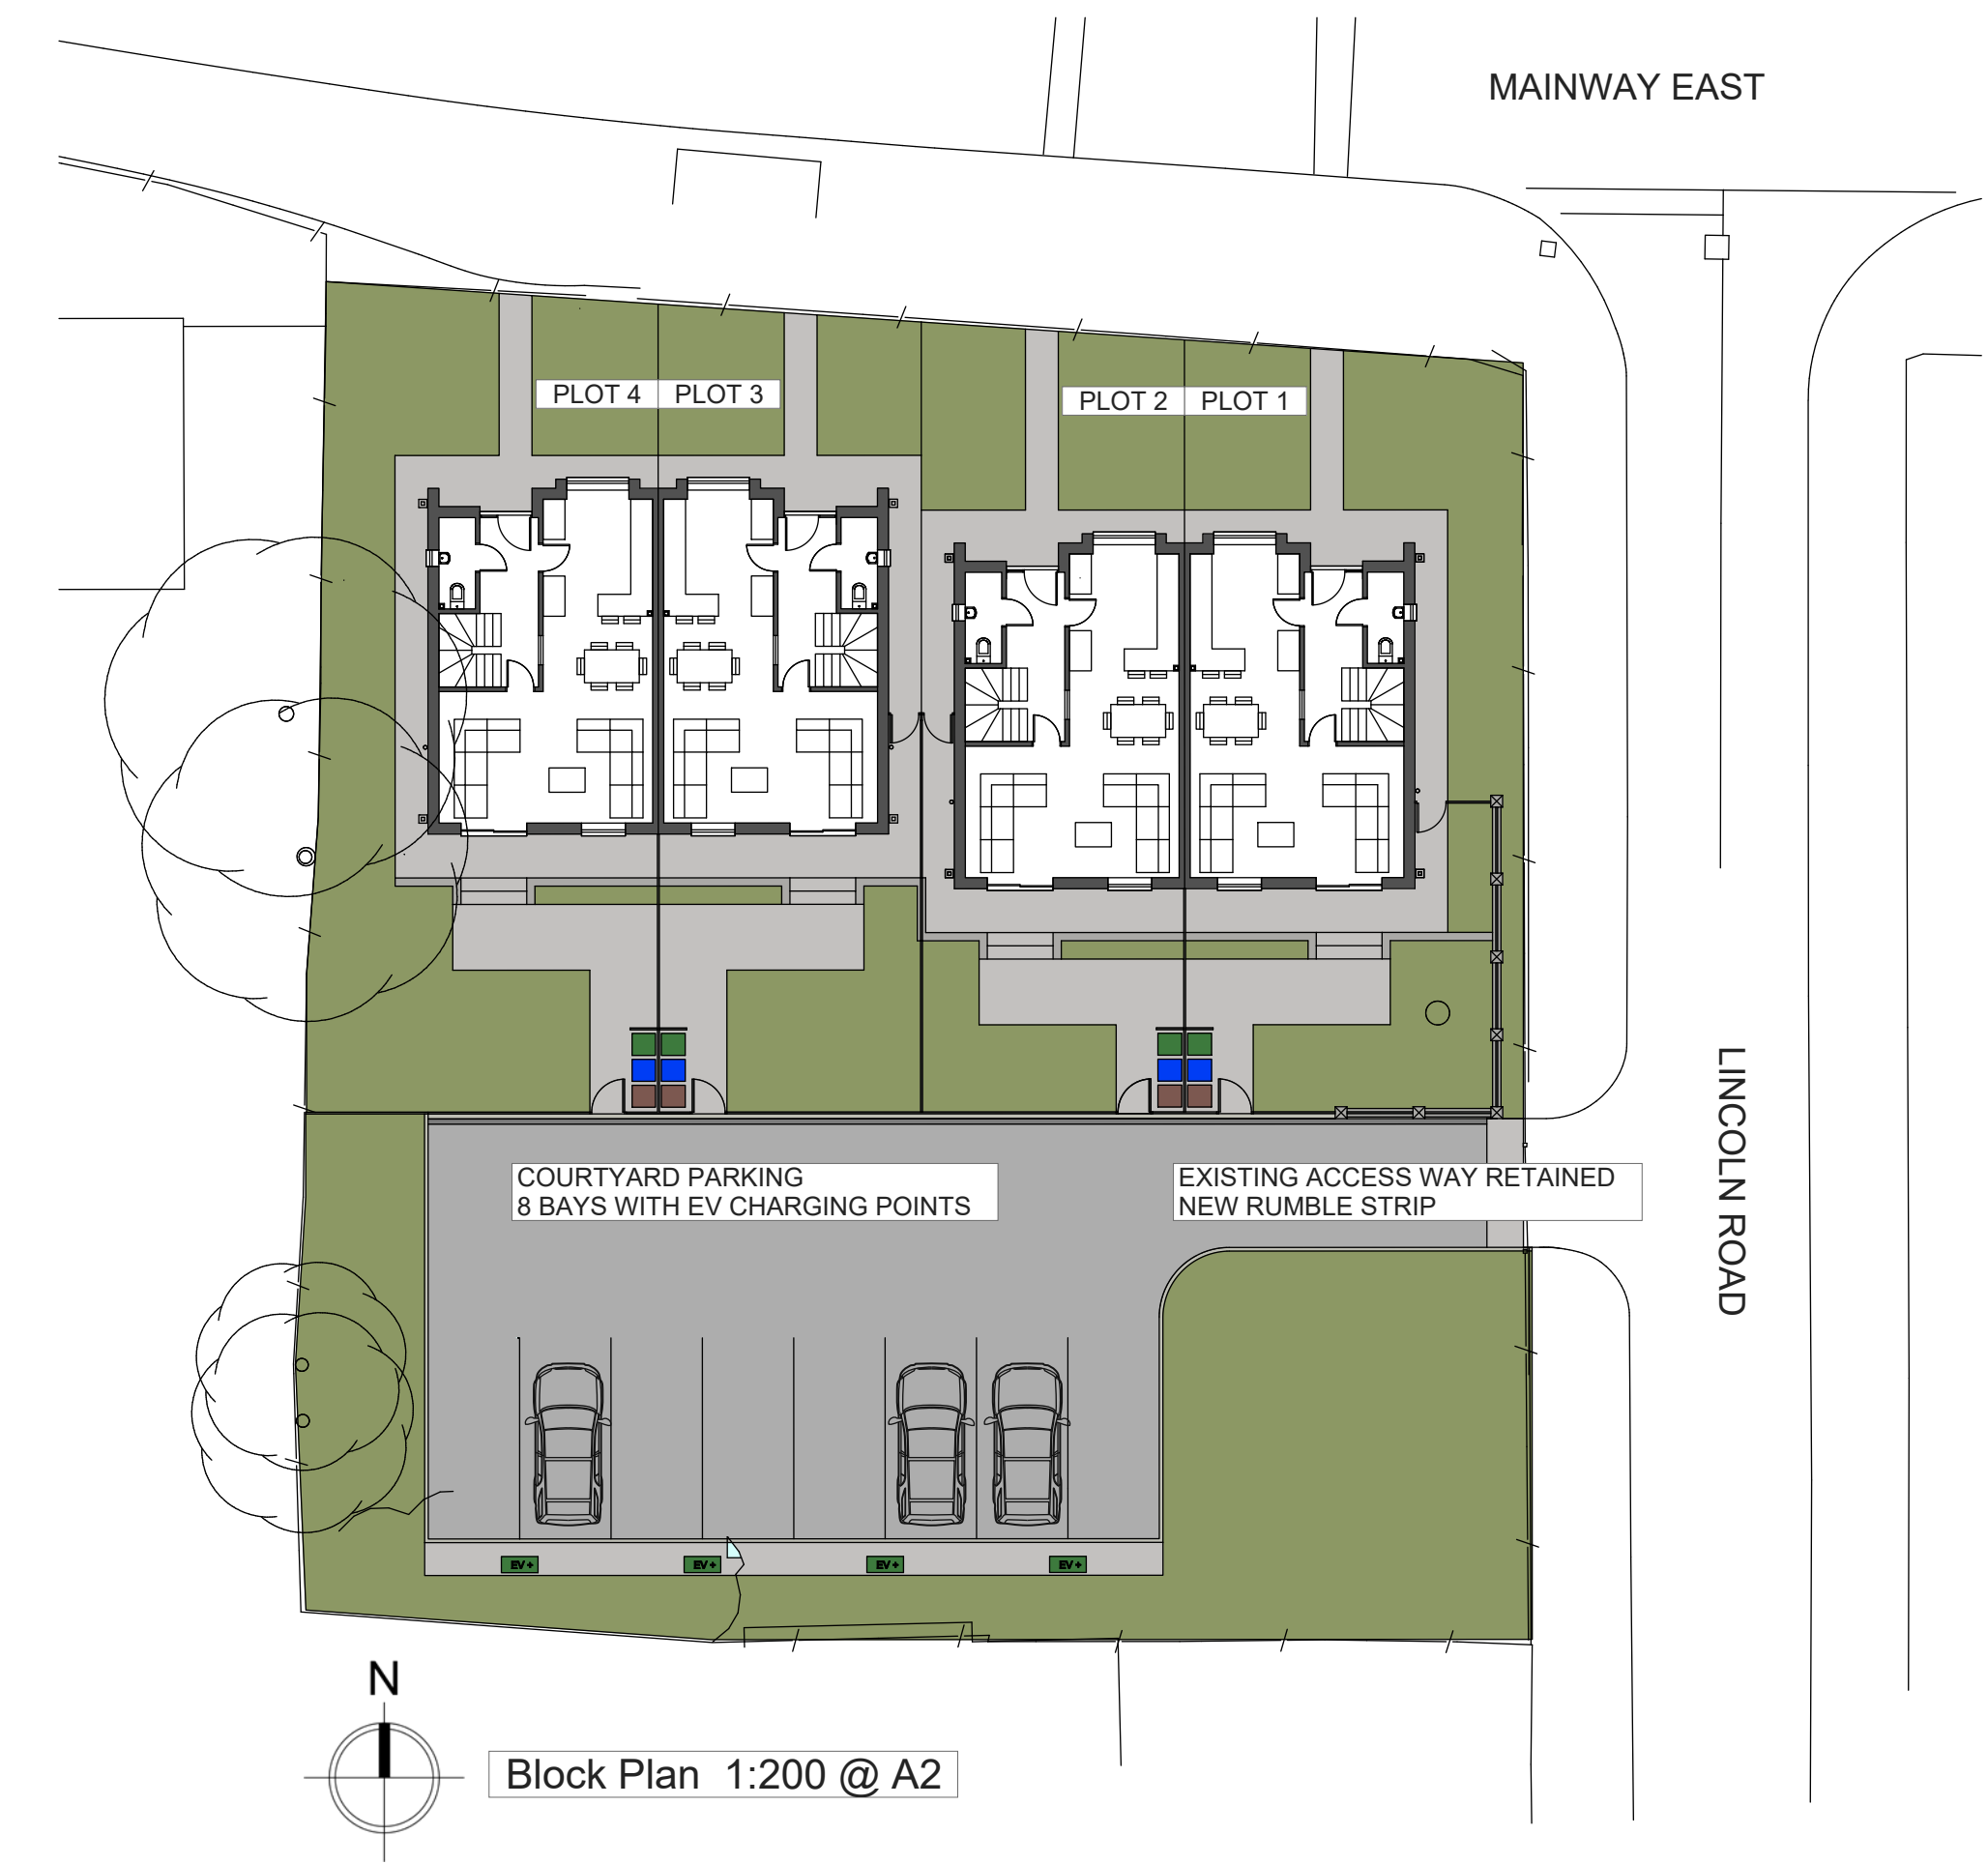 MAINWAY EAST
PLOT 4
PLOT 3
PLOT 2
PLOT 1
COURTYARD PARKING
8 BAYS WITH EV CHARGING POINTS
EXISTING ACCESS WAY RETAINED
NEW RUMBLE STRIP
LINCOLN ROAD
EV+
EV+
EV+
EV+
N
Block Plan 1:200 @ A2